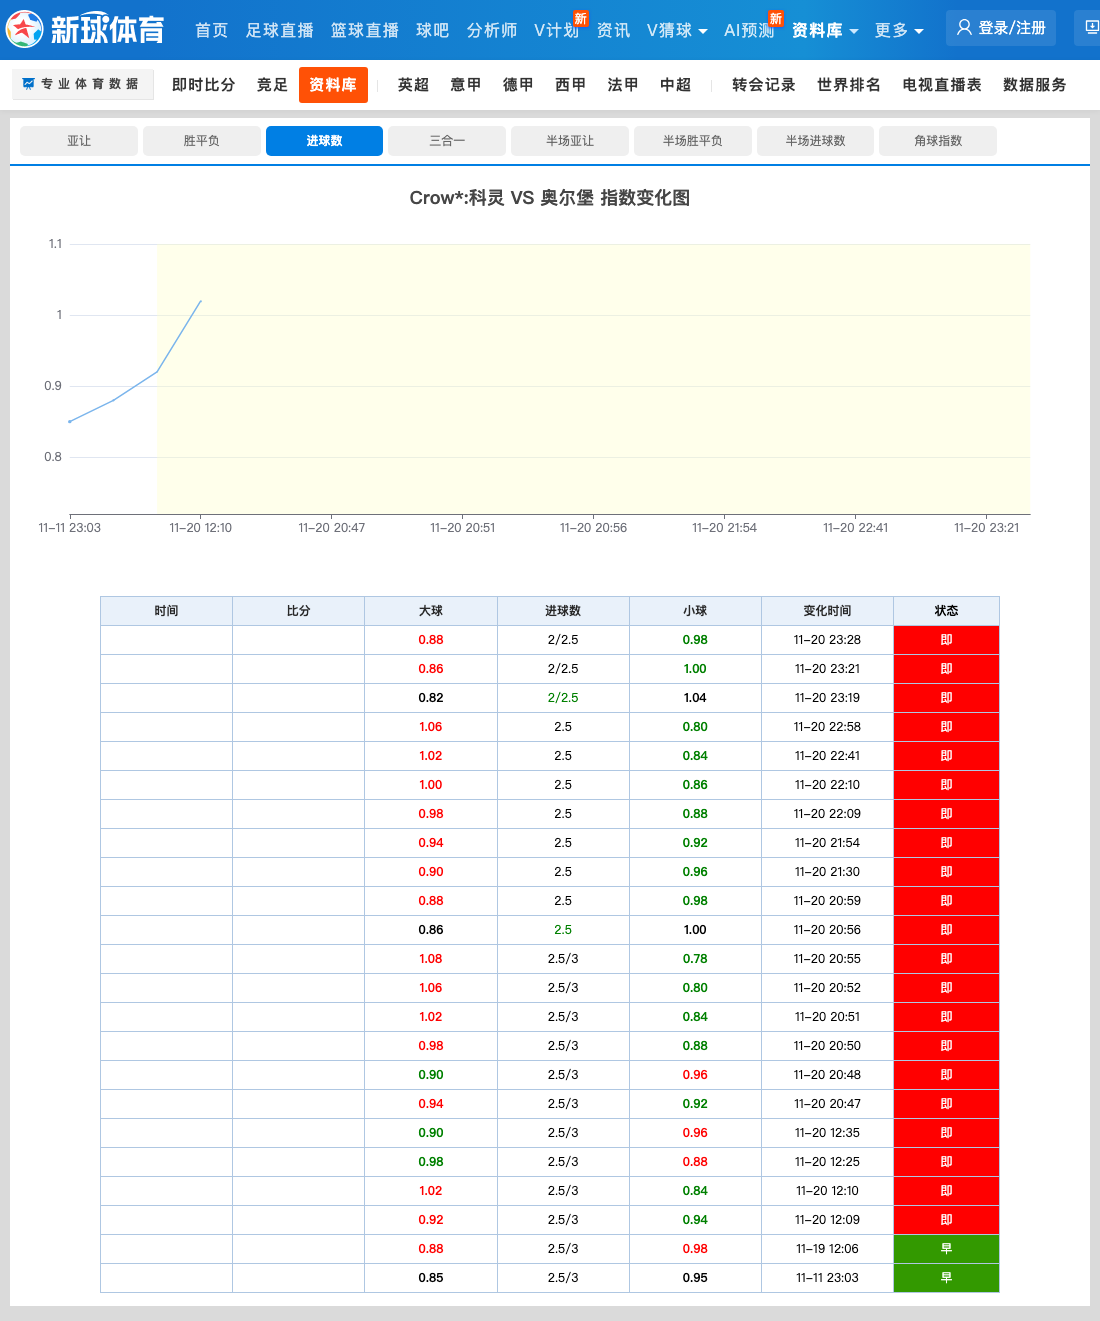 新球体育 首页 足球直播 篮球直播 球吧 分析师 V计划 新 资讯 V猜球 AI预测 新 资料库 更多 登录/注册
专业体育数据 即时比分 竞足 资料库 英超 意甲 德甲 西甲 法甲 中超 转会记录 世界排名 电视直播表 数据服务
亚让 胜平负 进球数 三合一 半场亚让 半场胜平负 半场进球数 角球指数
Crow*:科灵 VS 奥尔堡 指数变化图
1.1
1
0.9
0.8
11-11 23:03 11-20 12:10 11-20 20:47 11-20 20:51 11-20 20:56 11-20 21:54 11-20 22:41 11-20 23:21
时间 比分 大球 进球数 小球 变化时间 状态
0.88 2/2.5 0.98 11-20 23:28 即
0.86 2/2.5 1.00 11-20 23:21 即
0.82 2/2.5 1.04 11-20 23:19 即
1.06 2.5 0.80 11-20 22:58 即
1.02 2.5 0.84 11-20 22:41 即
1.00 2.5 0.86 11-20 22:10 即
0.98 2.5 0.88 11-20 22:09 即
0.94 2.5 0.92 11-20 21:54 即
0.90 2.5 0.96 11-20 21:30 即
0.88 2.5 0.98 11-20 20:59 即
0.86 2.5 1.00 11-20 20:56 即
1.08 2.5/3 0.78 11-20 20:55 即
1.06 2.5/3 0.80 11-20 20:52 即
1.02 2.5/3 0.84 11-20 20:51 即
0.98 2.5/3 0.88 11-20 20:50 即
0.90 2.5/3 0.96 11-20 20:48 即
0.94 2.5/3 0.92 11-20 20:47 即
0.90 2.5/3 0.96 11-20 12:35 即
0.98 2.5/3 0.88 11-20 12:25 即
1.02 2.5/3 0.84 11-20 12:10 即
0.92 2.5/3 0.94 11-20 12:09 即
0.88 2.5/3 0.98 11-19 12:06 早
0.85 2.5/3 0.95 11-11 23:03 早